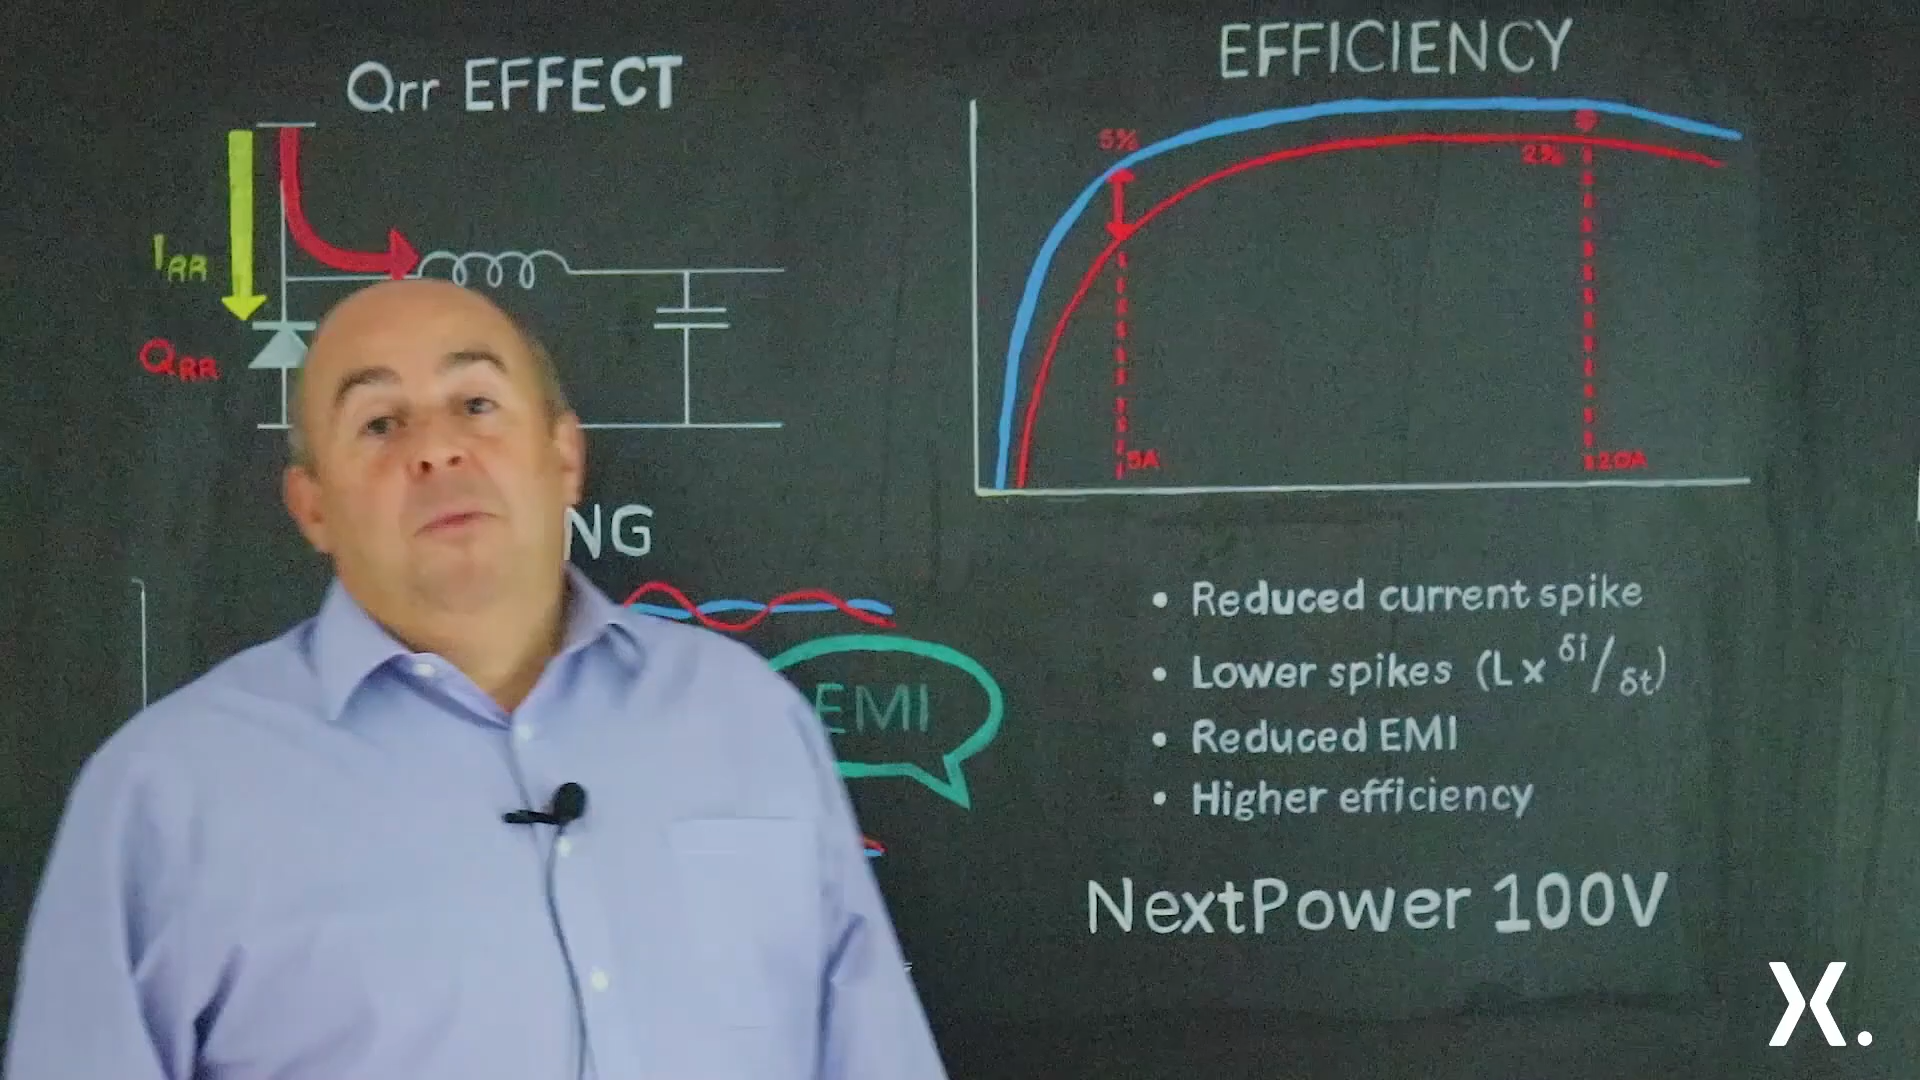 Qrr EFFECT
IRR
QRR
NG
EMI
EFFICIENCY
5%
2%
5A
20A
• Reduced current spike
• Lower spikes (L x δi/δt)
• Reduced EMI
• Higher efficiency
NextPower 100V
X.